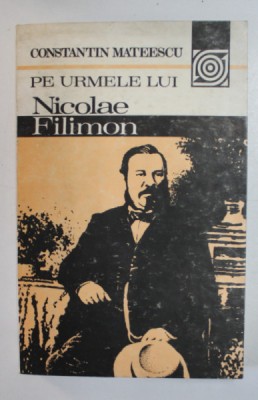 CONSTANTIN MATEESCU
PE URMELE LUI
Nicolae
Filimon